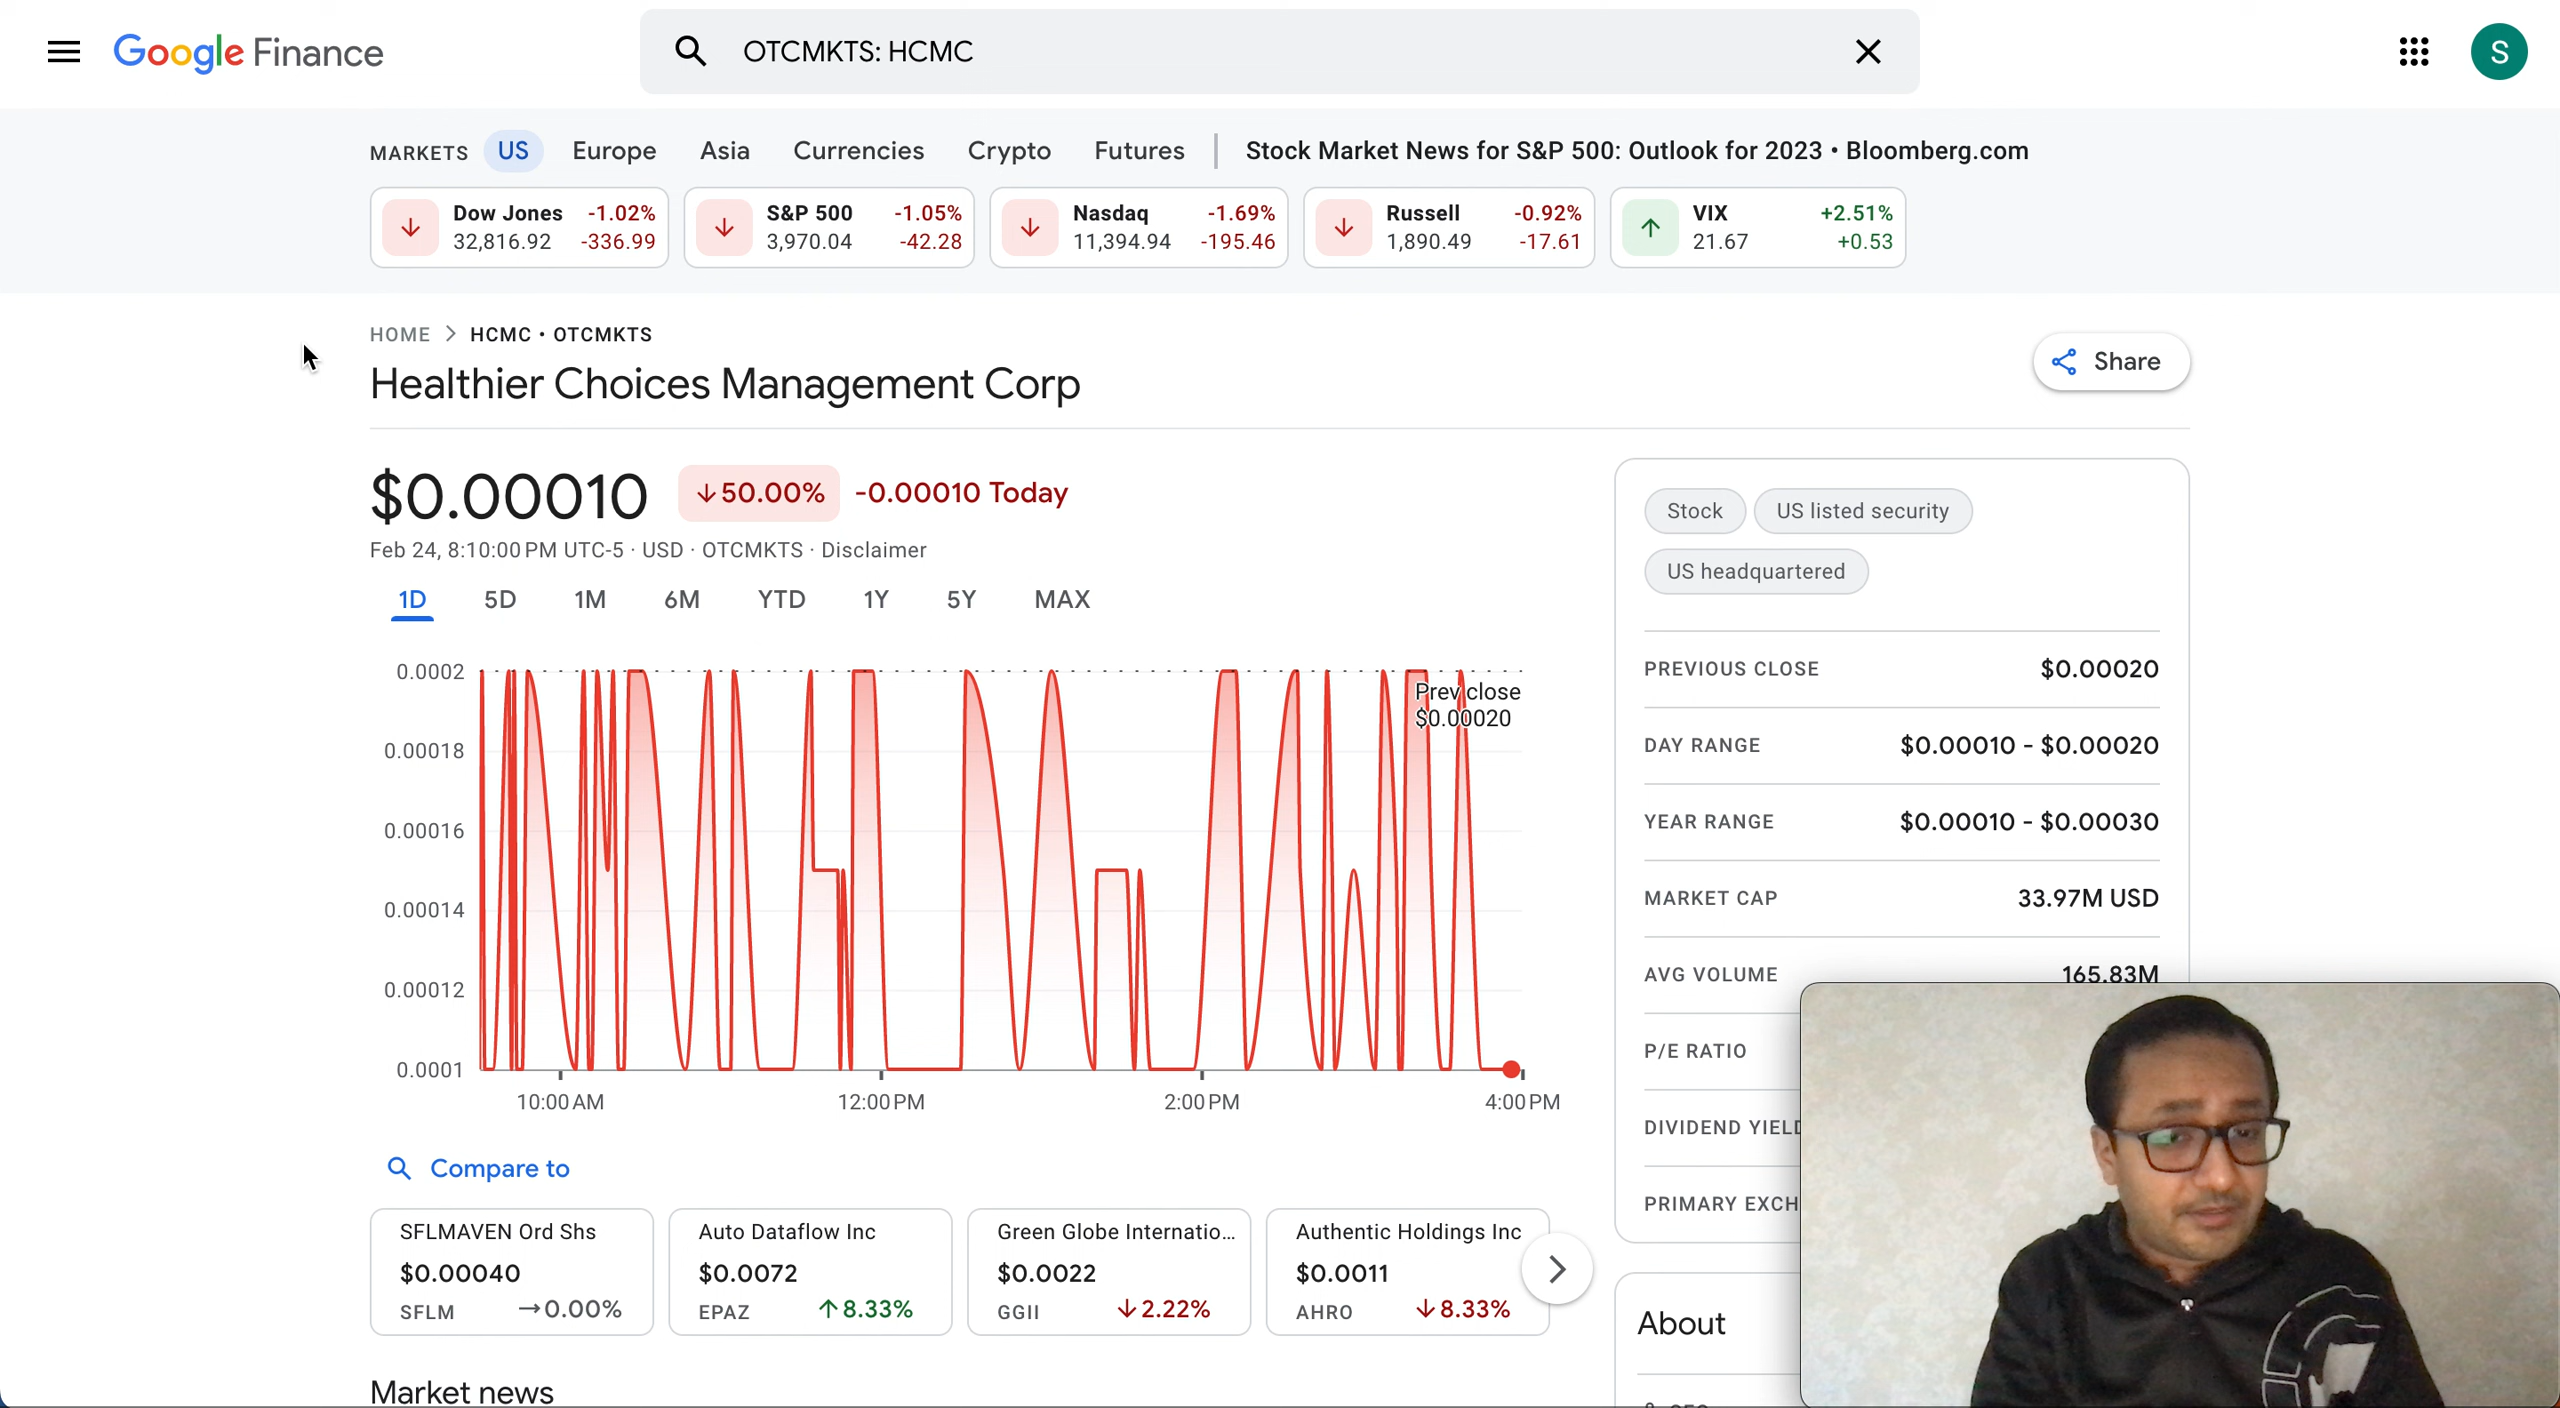 Google Finance
OTCMKTS: HCMC
S
MARKETS US Europe Asia Currencies Crypto Futures Stock Market News for S&P 500: Outlook for 2023 • Bloomberg.com
Dow Jones -1.02%
32,816.92 -336.99
S&P 500 -1.05%
3,970.04 -42.28
Nasdaq -1.69%
11,394.94 -195.46
Russell -0.92%
1,890.49 -17.61
VIX +2.51%
21.67 +0.53
HOME > HCMC • OTCMKTS
Healthier Choices Management Corp
Share
$0.00010 ↓50.00% -0.00010 Today
Feb 24, 8:10:00 PM UTC-5 · USD · OTCMKTS · Disclaimer
1D 5D 1M 6M YTD 1Y 5Y MAX
0.0002
0.00018
0.00016
0.00014
0.00012
0.0001
Prev close
$0.00020
10:00 AM 12:00 PM 2:00 PM 4:00 PM
Compare to
SFLMAVEN Ord Shs
$0.00040
SFLM →0.00%
Auto Dataflow Inc
$0.0072
EPAZ ↑8.33%
Green Globe Internatio...
$0.0022
GGII ↓2.22%
Authentic Holdings Inc
$0.0011
AHRO ↓8.33%
Market news
Stock US listed security
US headquartered
PREVIOUS CLOSE $0.00020
DAY RANGE $0.00010 - $0.00020
YEAR RANGE $0.00010 - $0.00030
MARKET CAP 33.97M USD
AVG VOLUME 165.83M
P/E RATIO
DIVIDEND YIELD
PRIMARY EXCH
About